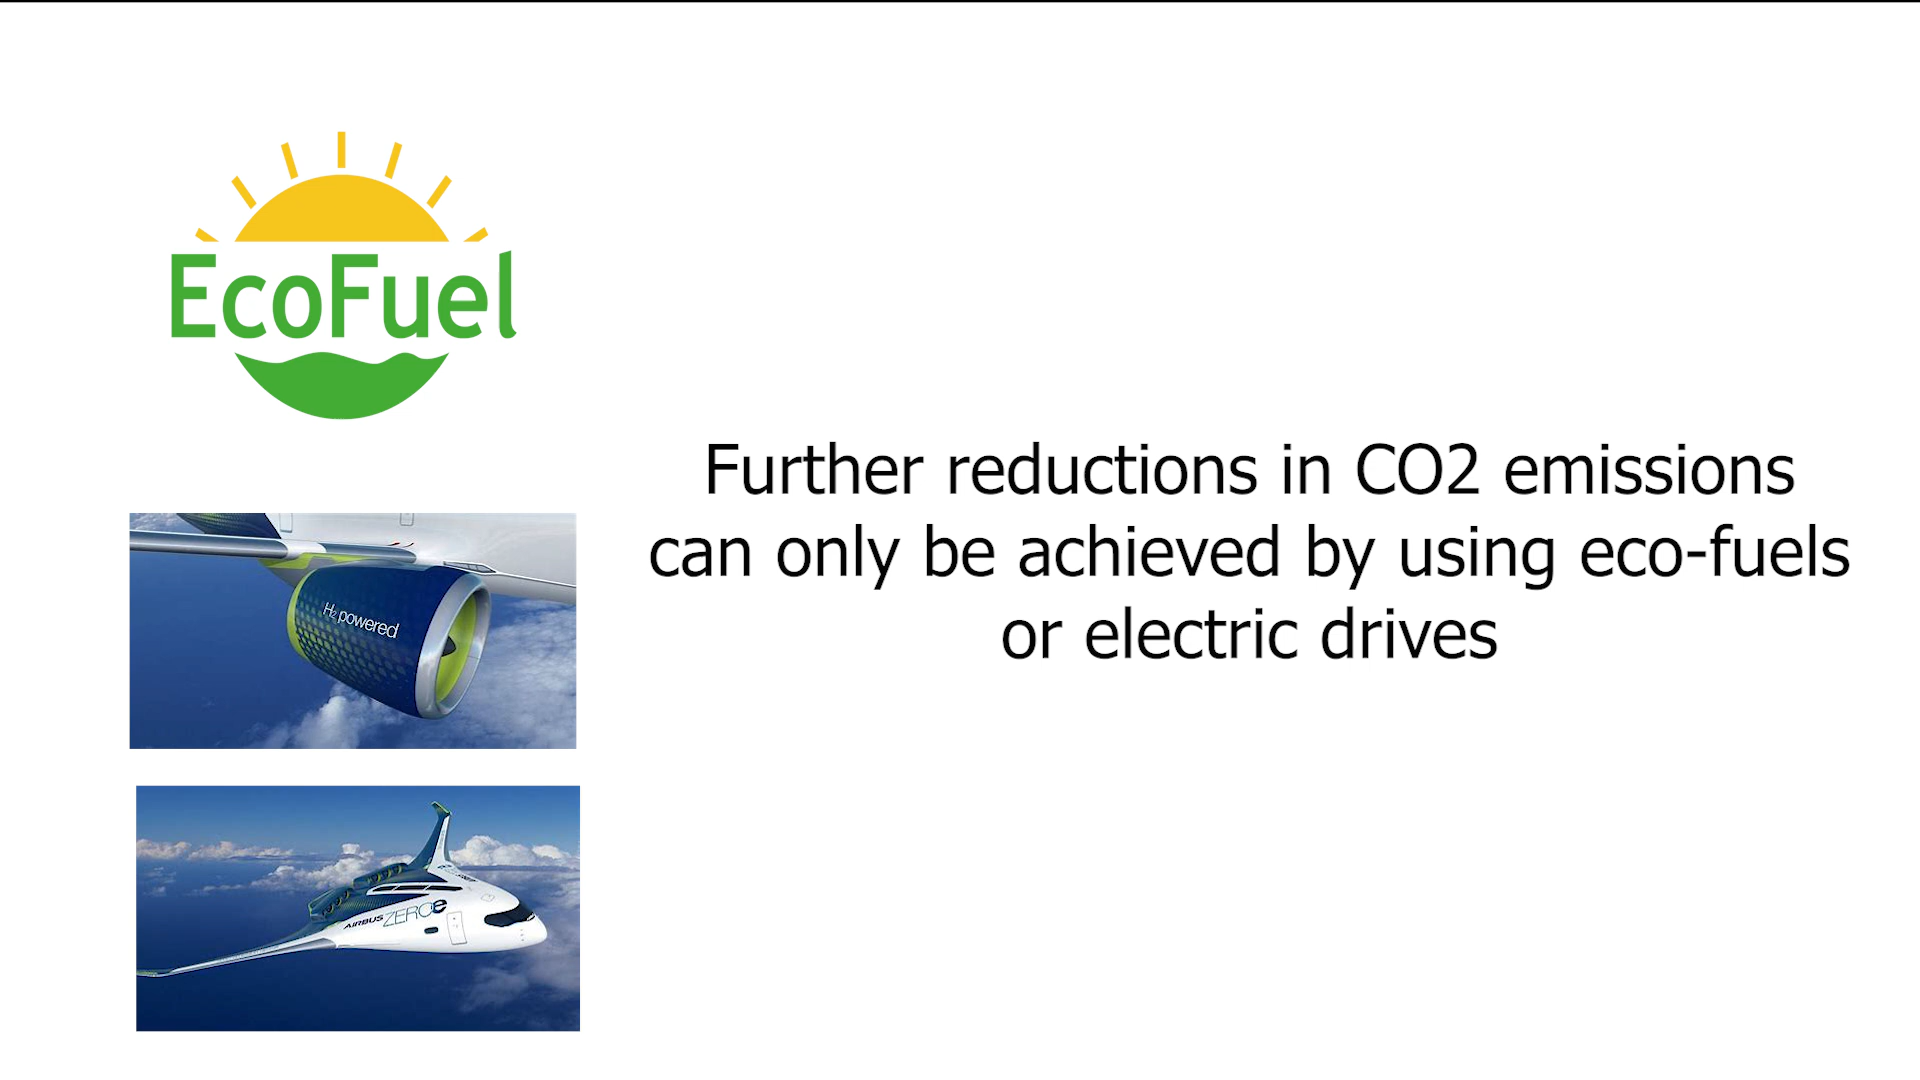 EcoFuel
Further reductions in CO2 emissions
can only be achieved by using eco-fuels
or electric drives
H2 powered
AIRBUS ZEROe